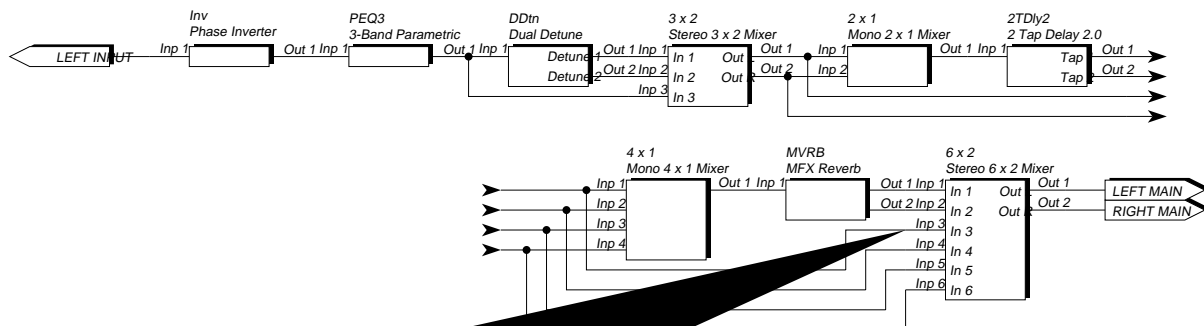 Inv
Phase Inverter
PEQ3
3-Band Parametric
DDtn
Dual Detune
3 x 2
Stereo 3 x 2 Mixer
2 x 1
Mono 2 x 1 Mixer
2TDly2
2 Tap Delay 2.0
LEFT INPUT
Inp 1
Out 1 Inp 1
Out 1 Inp 1
Detune 1
Out 1 Inp 1
In 1
Out L
Out 1
Inp 1
Out 1 Inp 1
Tap
Out 1
Detune 2
Out 2 Inp 2
In 2
Out R
Out 2
Inp 2
Tap
Out 2
Inp 3
In 3
4 x 1
Mono 4 x 1 Mixer
MVRB
MFX Reverb
6 x 2
Stereo 6 x 2 Mixer
Inp 1
Out 1 Inp 1
Out 1 Inp 1
In 1
Out L
Out 1
LEFT MAIN
Inp 2
Out 2 Inp 2
In 2
Out R
Out 2
RIGHT MAIN
Inp 3
Inp 3
In 3
Inp 4
Inp 4
In 4
Inp 5
In 5
Inp 6
In 6